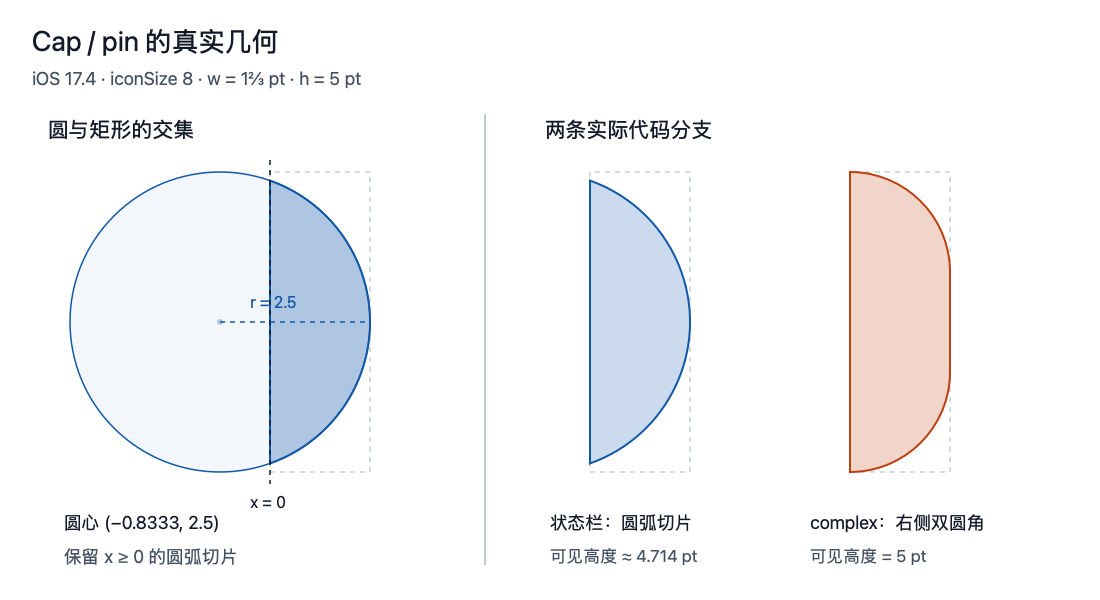 Cap / pin 的真实几何
iOS 17.4 · iconSize 8 · w = 1⅔ pt · h = 5 pt
圆与矩形的交集
r = 2.5
x = 0
圆心 (−0.8333, 2.5)
保留 x ≥ 0 的圆弧切片
两条实际代码分支
状态栏：圆弧切片
可见高度 ≈ 4.714 pt
complex：右侧双圆角
可见高度 = 5 pt